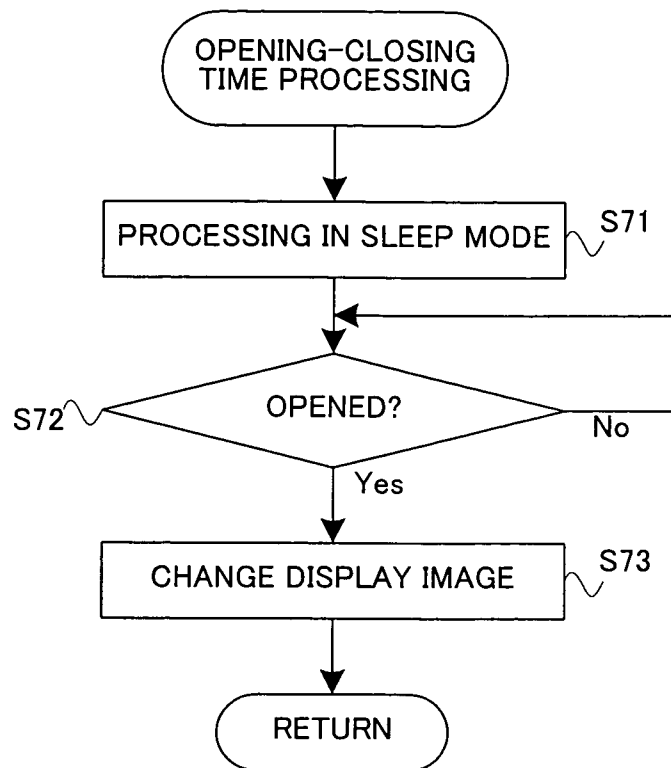 OPENING-CLOSING
TIME PROCESSING
PROCESSING IN SLEEP MODE
S71
OPENED?
S72
No
Yes
CHANGE DISPLAY IMAGE
S73
RETURN